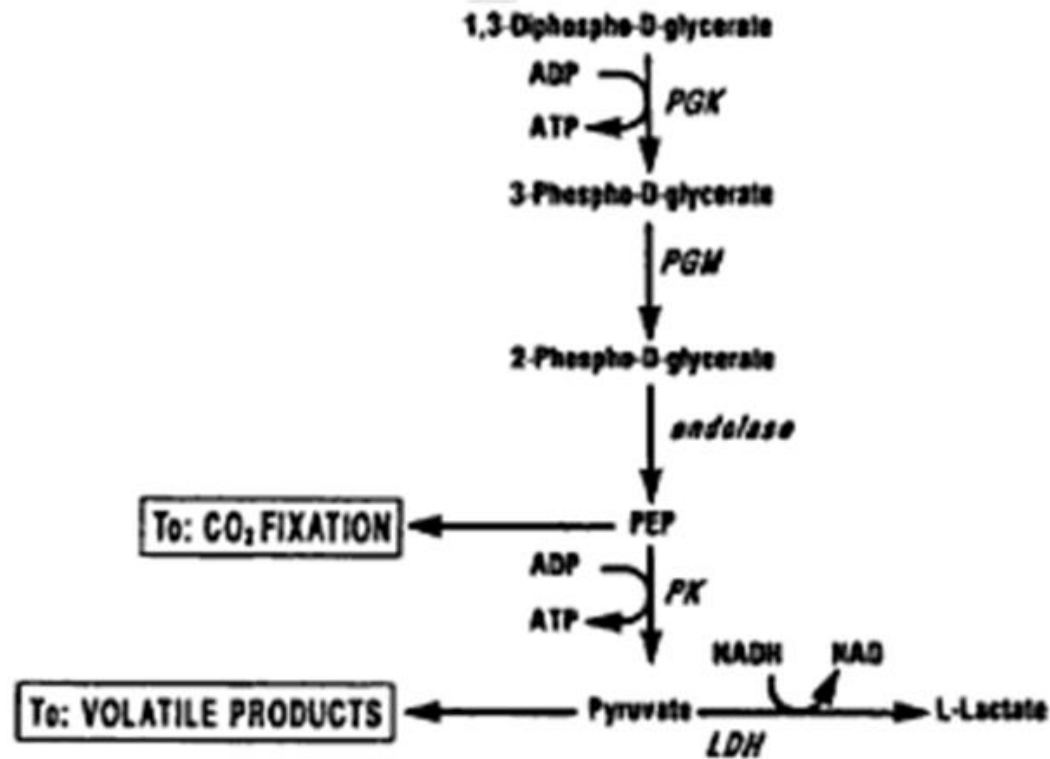 1,3-Diphospho-D-glycerate
ADP
PGK
ATP
3-Phospho-D-glycerate
PGM
2-Phospho-D-glycerate
endolase
To: CO₂ FIXATION
PEP
ADP
PK
ATP
NADH NAD
To: VOLATILE PRODUCTS
Pyruvate
L-Lactate
LDH